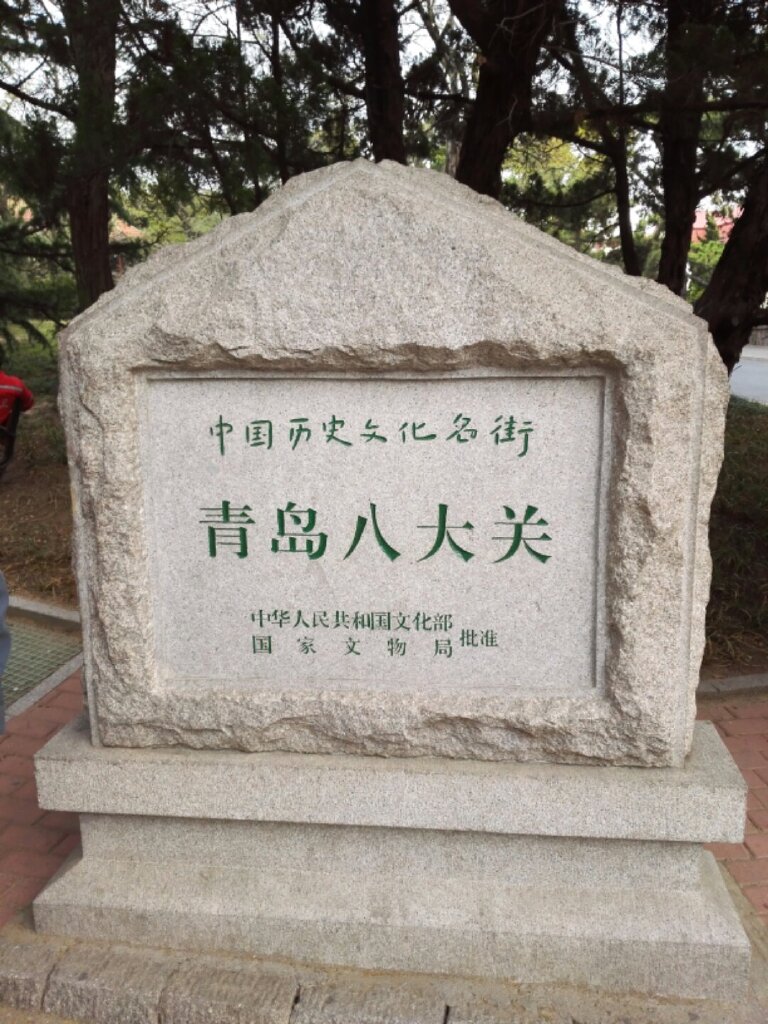 中国历史文化名街
青岛八大关
中华人民共和国文化部
国家文物局 批准